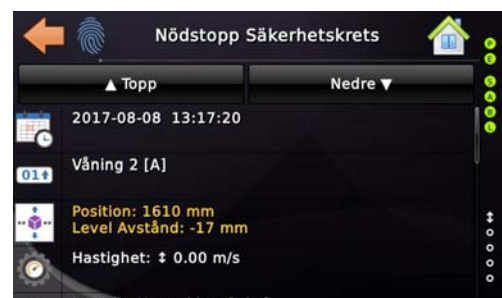 Nödstopp Säkerhetskrets
▲ Topp
Nedre ▼
2017-08-08 13:17:20
01
Våning 2 [A]
Position: 1610 mm
Level Avstånd: -17 mm
Hastighet: ↕ 0.00 m/s
P
E
S
A
B
L